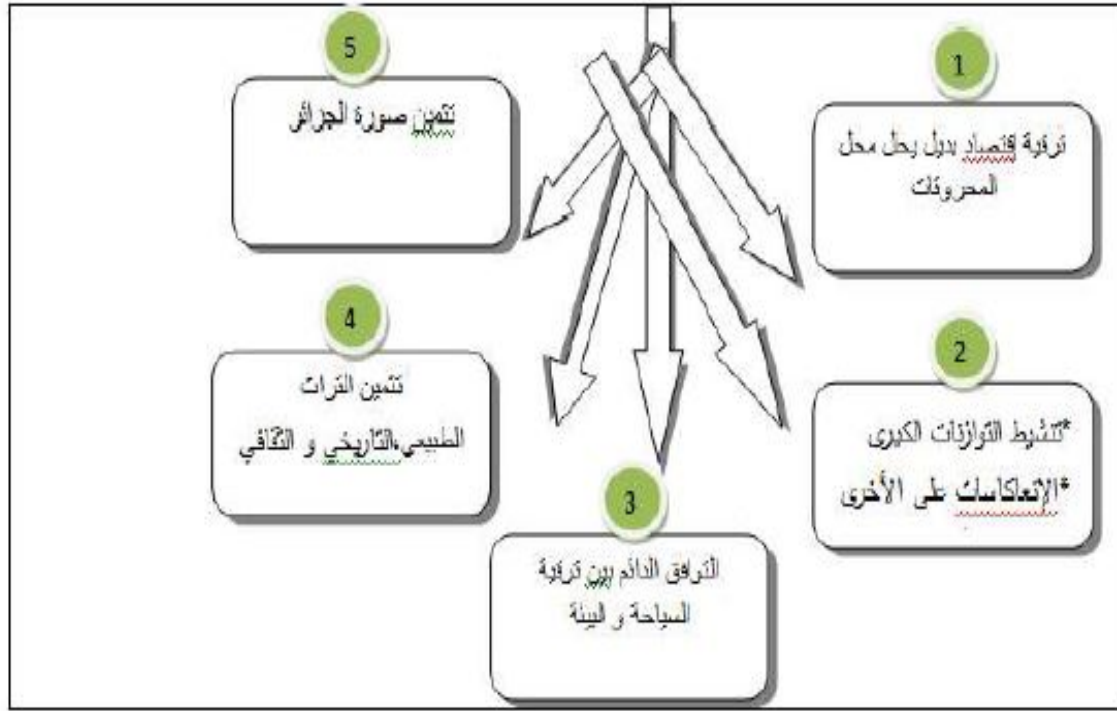 1
ترقية إقتصاد بديل يحل محل
المحروقات
2
*تنشيط التوازنات الكبرى
*الإنعاكاسات على الأخرى
3
التوافق الدائم بين ترقية
السياحة و البيئة
4
تثمين التراث
الطبيعي،التاريخي و الثقافي
5
تثمين صورة الجزائر